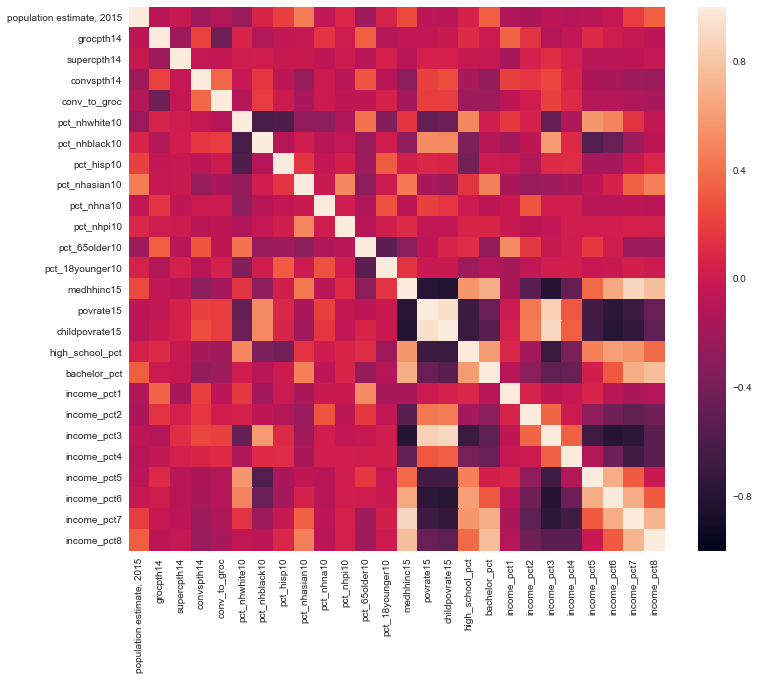 population estimate, 2015
grocpth14
supercpth14
convspth14
conv_to_groc
pct_nhwhite10
pct_nhblack10
pct_hisp10
pct_nhasian10
pct_nhna10
pct_nhpi10
pct_65older10
pct_18younger10
medhhinc15
povrate15
childpovrate15
high_school_pct
bachelor_pct
income_pct1
income_pct2
income_pct3
income_pct4
income_pct5
income_pct6
income_pct7
income_pct8
population estimate, 2015
grocpth14
supercpth14
convspth14
conv_to_groc
pct_nhwhite10
pct_nhblack10
pct_hisp10
pct_nhasian10
pct_nhna10
pct_nhpi10
pct_65older10
pct_18younger10
medhhinc15
povrate15
childpovrate15
high_school_pct
bachelor_pct
income_pct1
income_pct2
income_pct3
income_pct4
income_pct5
income_pct6
income_pct7
income_pct8
0.8
0.4
0.0
−0.4
−0.8